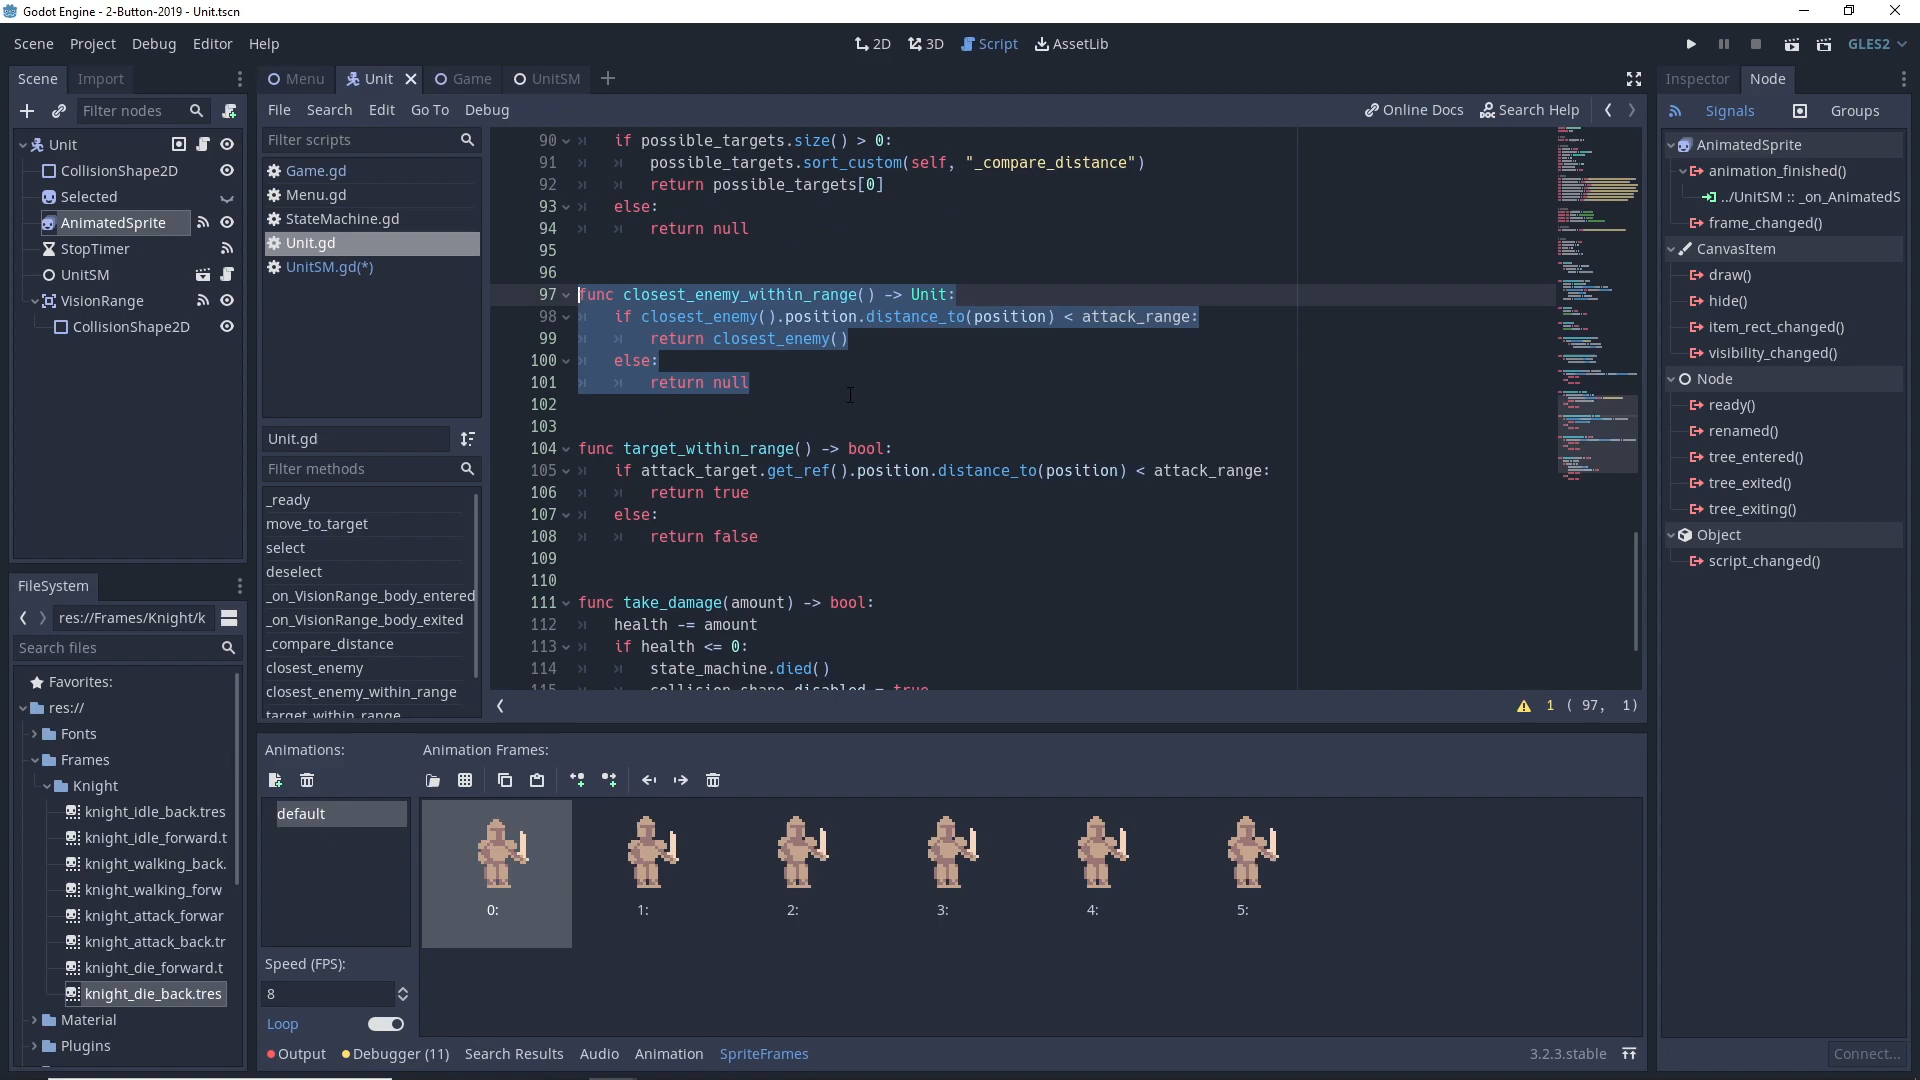 Godot Engine - 2-Button-2019 - Unit.tscn
Scene Project Debug Editor Help
2D 3D Script AssetLib
GLES2
Scene Import
Filter nodes
Unit
CollisionShape2D
Selected
AnimatedSprite
StopTimer
UnitSM
VisionRange
CollisionShape2D
FileSystem
res://Frames/Knight/k
Search files
Favorites:
res://
Fonts
Frames
Knight
knight_idle_back.tres
knight_idle_forward.t
knight_walking_back.
knight_walking_forw
knight_attack_forwar
knight_attack_back.tr
knight_die_forward.t
knight_die_back.tres
Material
Plugins
Menu Unit Game UnitSM
File Search Edit Go To Debug
Online Docs Search Help
Filter scripts
Game.gd
Menu.gd
StateMachine.gd
Unit.gd
UnitSM.gd(*)
Unit.gd
Filter methods
_ready
move_to_target
select
deselect
_on_VisionRange_body_entered
_on_VisionRange_body_exited
_compare_distance
closest_enemy
closest_enemy_within_range
target_within_range
90 if possible_targets.size() > 0:
91 possible_targets.sort_custom(self, "_compare_distance")
92 return possible_targets[0]
93 else:
94 return null
95
96
97 func closest_enemy_within_range() -> Unit:
98 if closest_enemy().position.distance_to(position) < attack_range:
99 return closest_enemy()
100 else:
101 return null
102
103
104 func target_within_range() -> bool:
105 if attack_target.get_ref().position.distance_to(position) < attack_range:
106 return true
107 else:
108 return false
109
110
111 func take_damage(amount) -> bool:
112 health -= amount
113 if health <= 0:
114 state_machine.died()
115 collision_shape.disabled = true
1 ( 97, 1)
Animations:
default
Speed (FPS):
8
Loop
Animation Frames:
0: 1: 2: 3: 4: 5:
Output Debugger (11) Search Results Audio Animation SpriteFrames
3.2.3.stable
Inspector Node
Signals Groups
AnimatedSprite
animation_finished()
../UnitSM :: _on_AnimatedS
frame_changed()
CanvasItem
draw()
hide()
item_rect_changed()
visibility_changed()
Node
ready()
renamed()
tree_entered()
tree_exited()
tree_exiting()
Object
script_changed()
Connect...